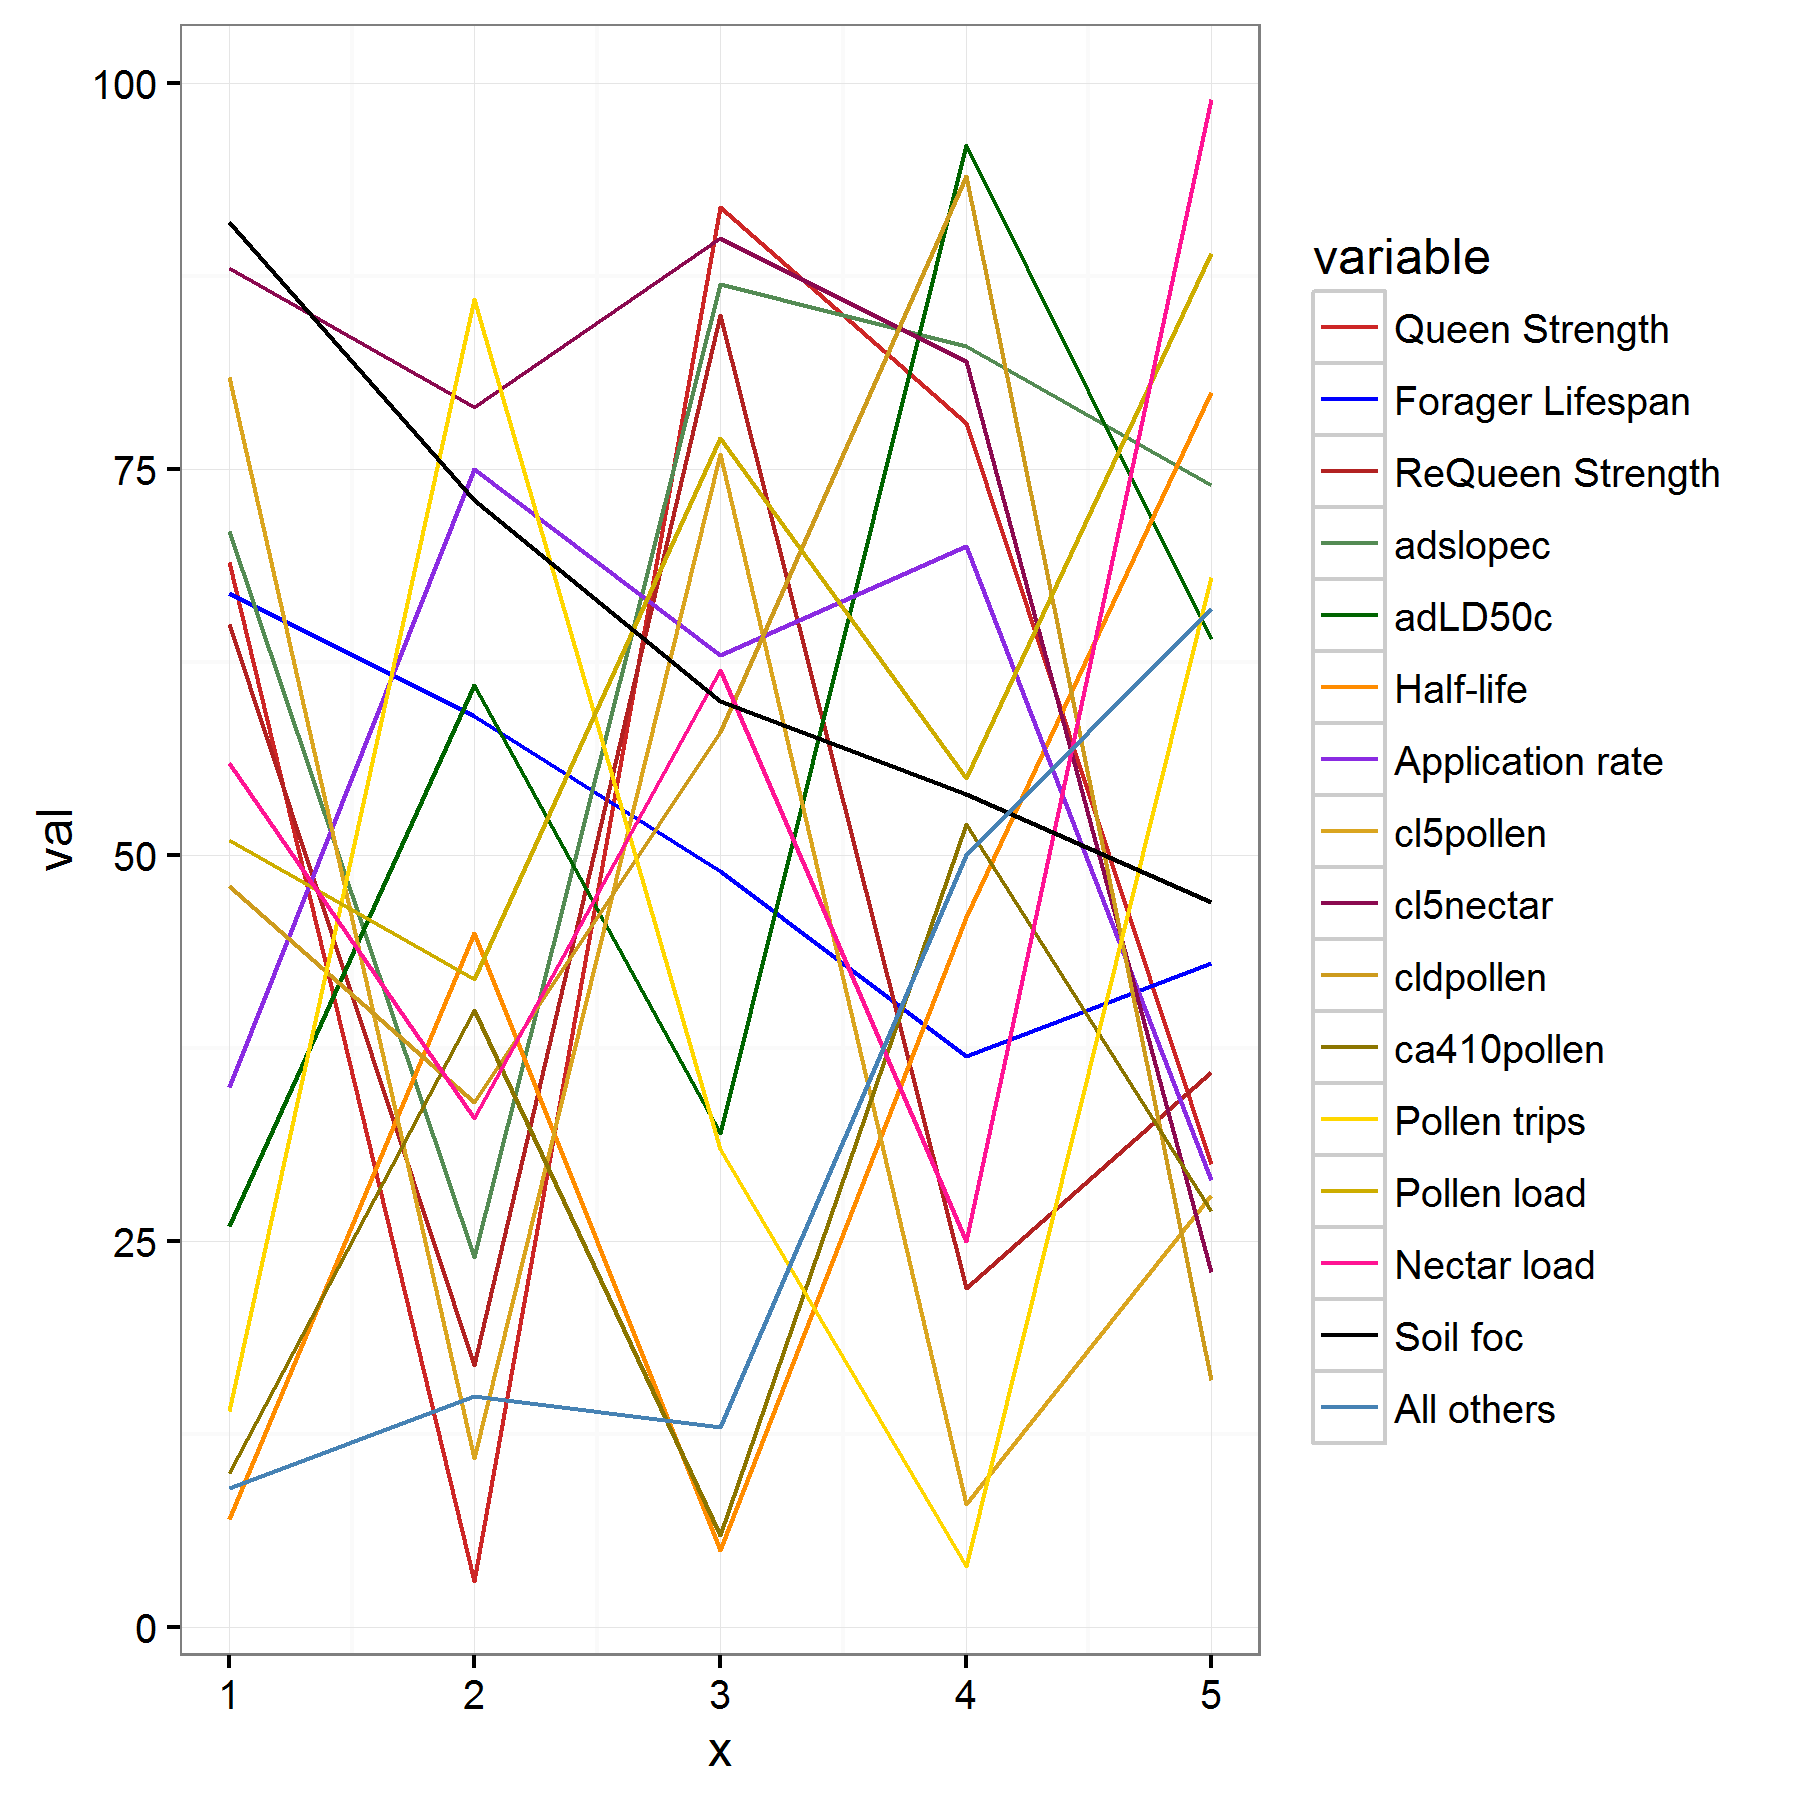 100
75
50
25
0
val
1 2 3 4 5
x
variable
Queen Strength
Forager Lifespan
ReQueen Strength
adslopec
adLD50c
Half-life
Application rate
cl5pollen
cl5nectar
cldpollen
ca410pollen
Pollen trips
Pollen load
Nectar load
Soil foc
All others